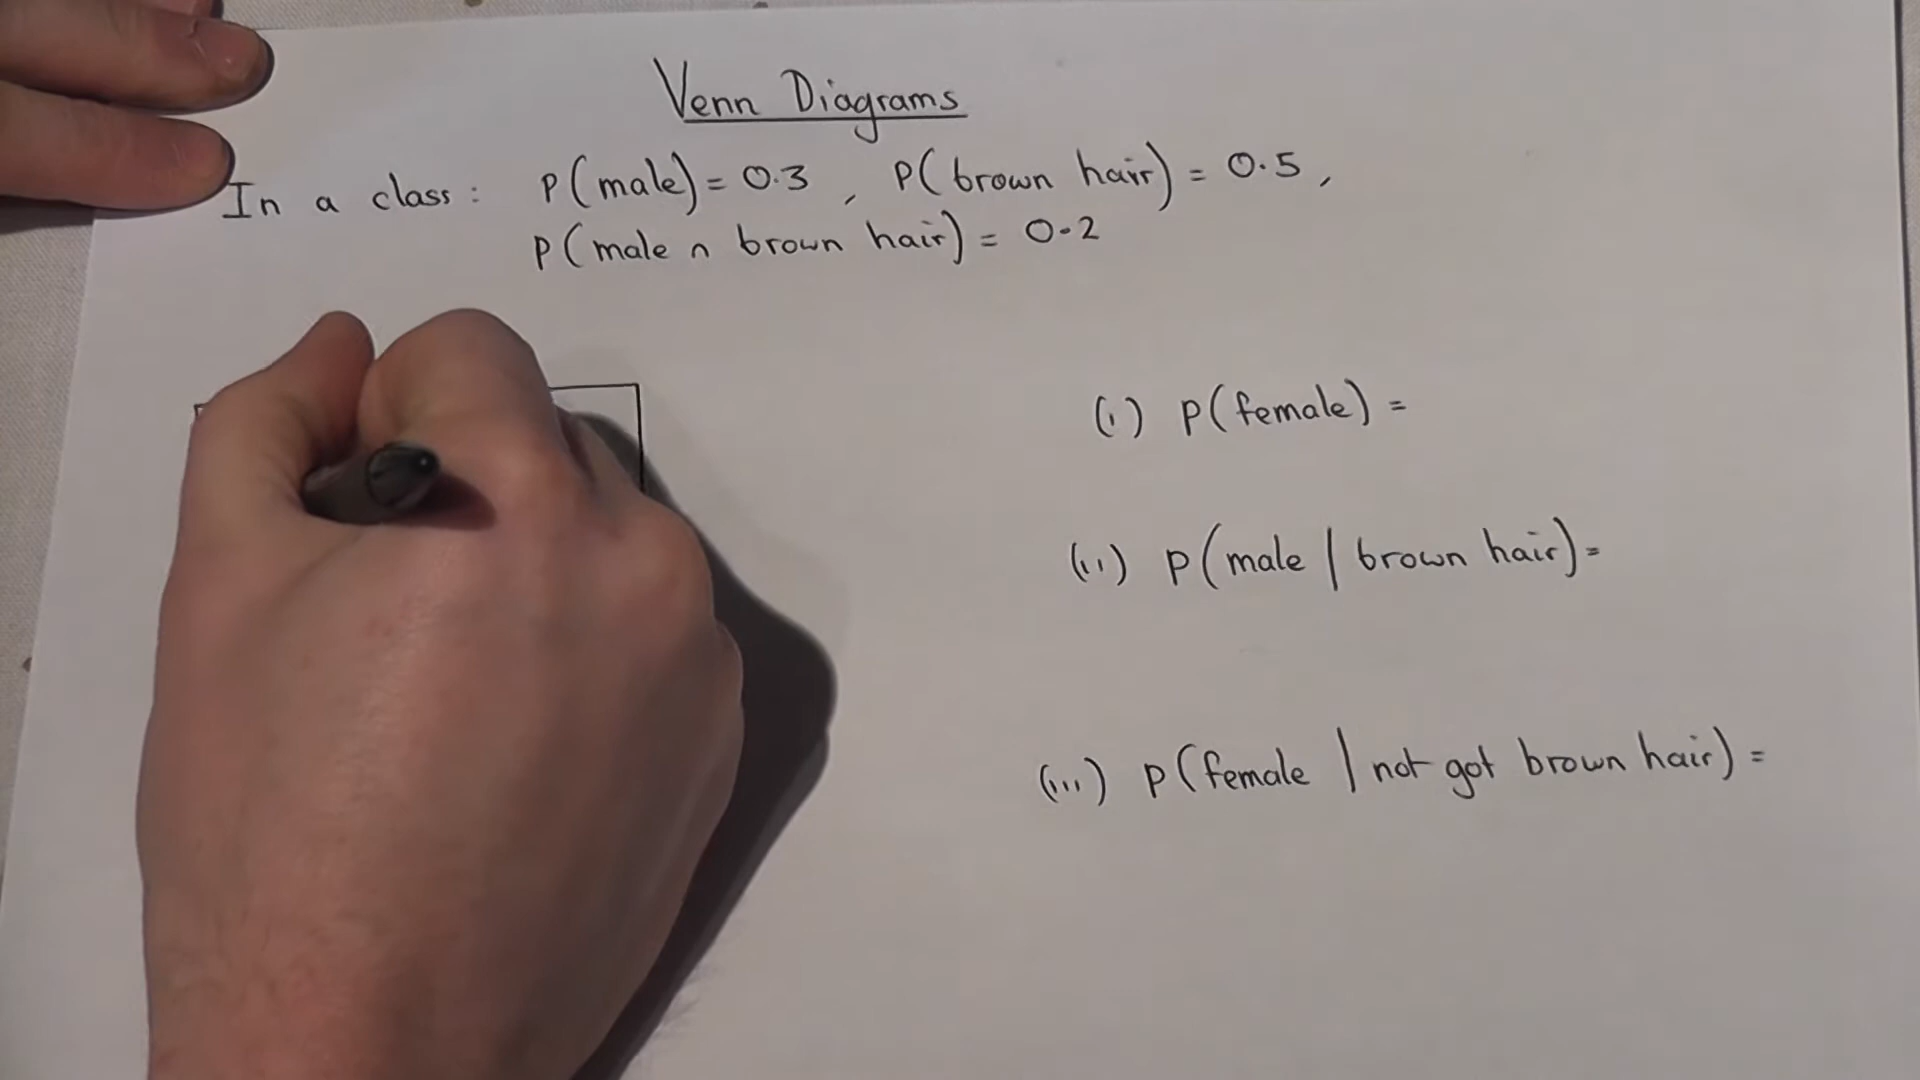 Venn Diagrams
In a class: P(male) = 0.3, P(brown hair) = 0.5,
P(male ∩ brown hair) = 0.2
(i) P(female) =
(ii) P(male | brown hair) =
(iii) P(female | not got brown hair) =